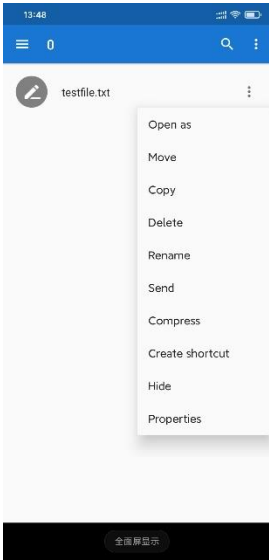 13:48
0
testfile.txt
Open as
Move
Copy
Delete
Rename
Send
Compress
Create shortcut
Hide
Properties
全面屏显示